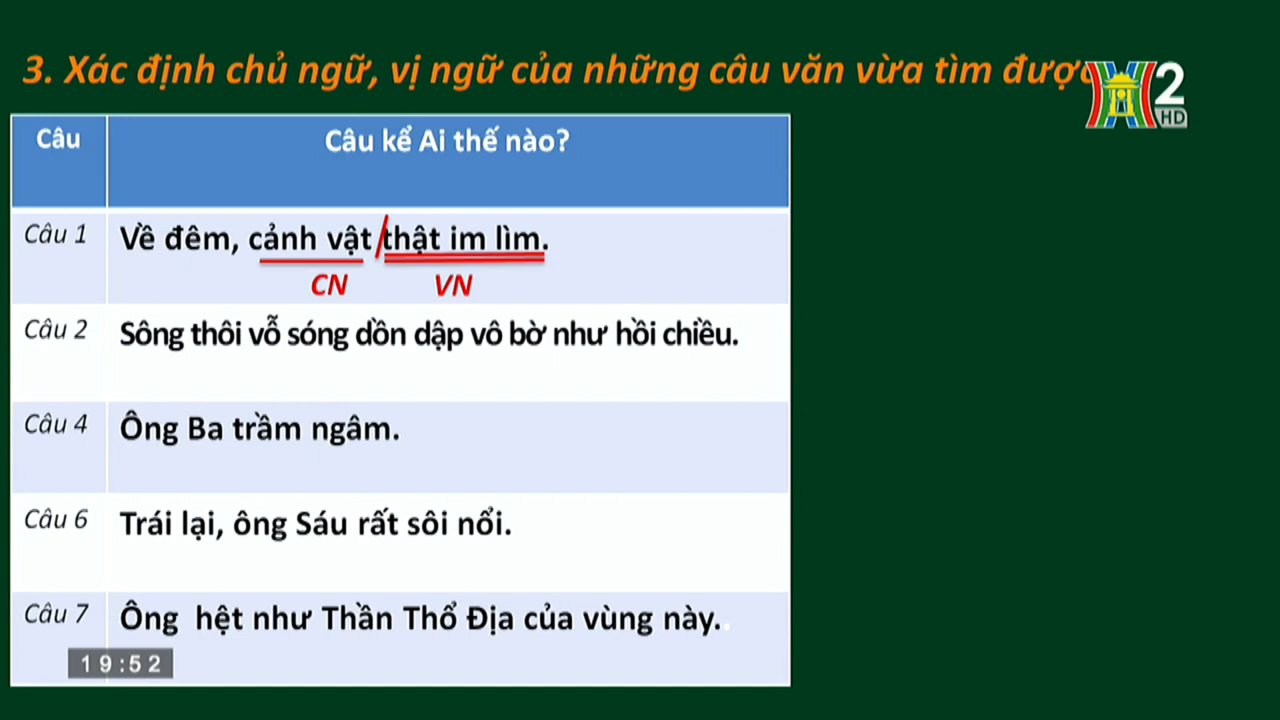 3. Xác định chủ ngữ, vị ngữ của những câu văn vừa tìm được
2
HD
Câu
Câu kể Ai thế nào?
Câu 1
Về đêm, cảnh vật/thật im lìm.
CN
VN
Câu 2
Sông thôi vỗ sóng dồn dập vô bờ như hồi chiều.
Câu 4
Ông Ba trầm ngâm.
Câu 6
Trái lại, ông Sáu rất sôi nổi.
Câu 7
Ông hệt như Thần Thổ Địa của vùng này..
19:52